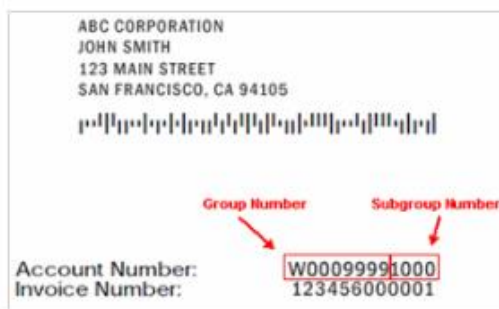 ABC CORPORATION
JOHN SMITH
123 MAIN STREET
SAN FRANCISCO, CA 94105
Group Number
Subgroup Number
Account Number: W00099991000
Invoice Number: 123456000001